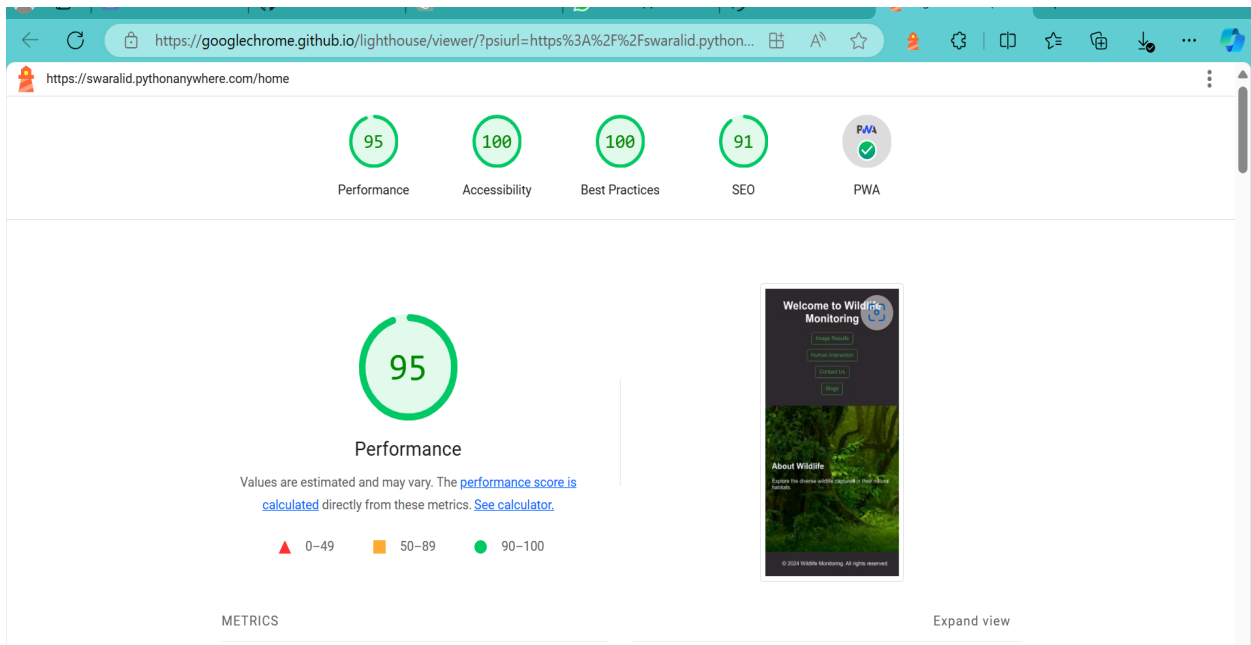 https://googlechrome.github.io/lighthouse/viewer/?psiurl=https%3A%2F%2Fswaralid.python...
https://swaralid.pythonanywhere.com/home
95
100
100
91
PWA
Performance
Accessibility
Best Practices
SEO
PWA
95
Performance
Values are estimated and may vary. The performance score is
calculated directly from these metrics. See calculator.
0–49
50–89
90–100
Welcome to Wildlife
Monitoring
Image Results
Human Interaction
Contact Us
Blogs
About Wildlife
Explore the diverse wildlife captured in their natural
habitats.
© 2024 Wildlife Monitoring. All rights reserved.
METRICS
Expand view